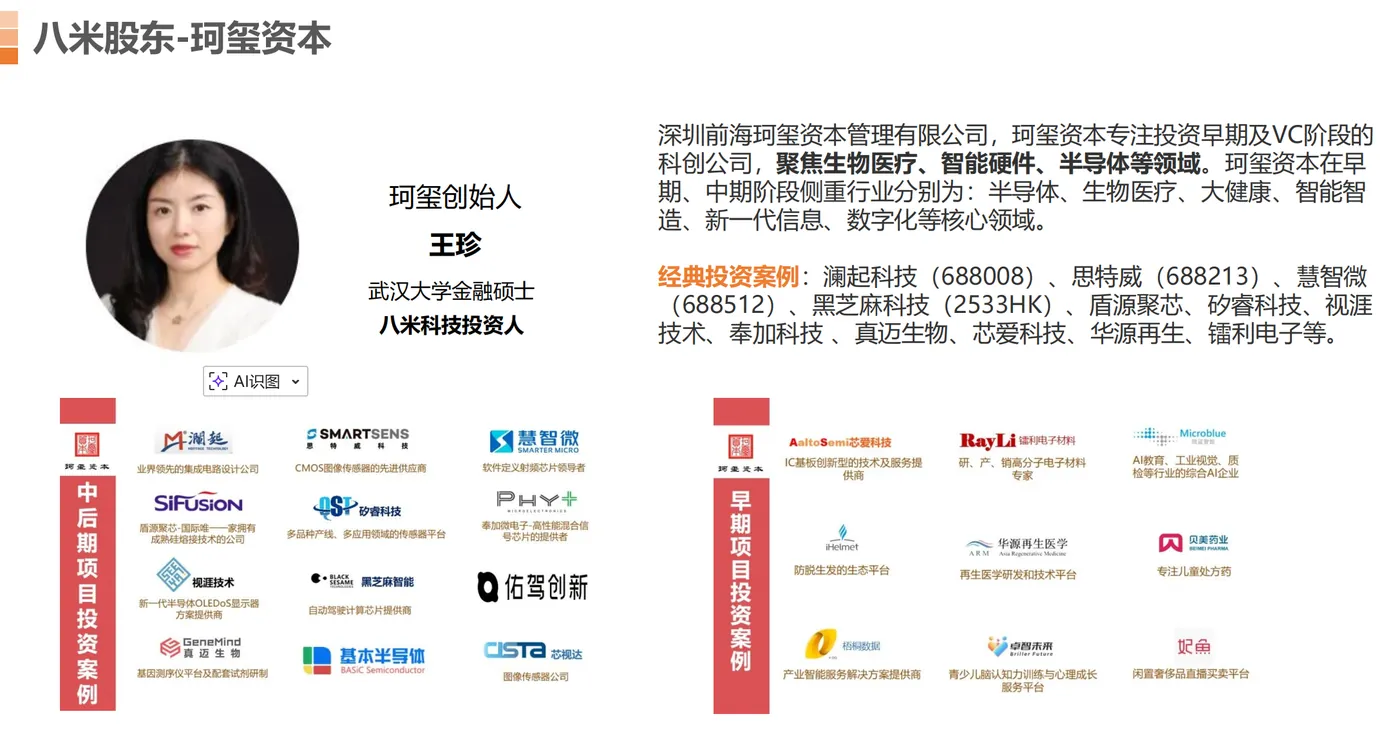 八米股东-珂玺资本
珂玺创始人
王珍
武汉大学金融硕士
八米科技投资人
深圳前海珂玺资本管理有限公司，珂玺资本专注投资早期及VC阶段的
科创公司，聚焦生物医疗、智能硬件、半导体等领域。珂玺资本在早
期、中期阶段侧重行业分别为：半导体、生物医疗、大健康、智能智
造、新一代信息、数字化等核心领域。
经典投资案例：澜起科技（688008）、思特威（688213）、慧智微
（688512）、黑芝麻科技（2533HK）、盾源聚芯、矽睿科技、视涯
技术、奉加科技 、真迈生物、芯爱科技、华源再生、镭利电子等。
AI识图
珂玺资本
中后期项目投资案例
澜起
MONTAGE TECHNOLOGY
业界领先的集成电路设计公司
SMARTSENS
思特威科技
CMOS图像传感器的先进供应商
慧智微
SMARTER MICRO
软件定义射频芯片领导者
SiFUSION
盾源聚芯-国际唯一一家拥有
成熟硅熔接技术的公司
QST 矽睿科技
多品种产线、多应用领域的传感器平台
PHY+
MICROELECTRONICS
奉加微电子-高性能混合信
号芯片的提供者
视涯技术
新一代半导体OLEDoS显示器
方案提供商
BLACK SESAME TECHNOLOGIES 黑芝麻智能
自动驾驶计算芯片提供商
佑驾创新
GeneMind
真迈生物
基因测序仪平台及配套试剂研制
基本半导体
BASiC Semiconductor
CISTA 芯视达
图像传感器公司
珂玺资本
早期项目投资案例
AaltoSemi芯爱科技
IC基板创新型的技术及服务提
供商
RayLi 镭利电子材料
研、产、销高分子电子材料
专家
Microblue
AI教育、工业视觉、质
检等行业的综合AI企业
iHelmet
防脱生发的生态平台
ARM 华源再生医学
Asia Regenerative Medicine
再生医学研发和技术平台
贝美药业
BEIMEI PHARMA
专注儿童处方药
梧桐数据
产业智能服务解决方案提供商
卓智未来
Briller Future
青少儿脑认知力训练与心理成长
服务平台
妃鱼
闲置奢侈品直播买卖平台